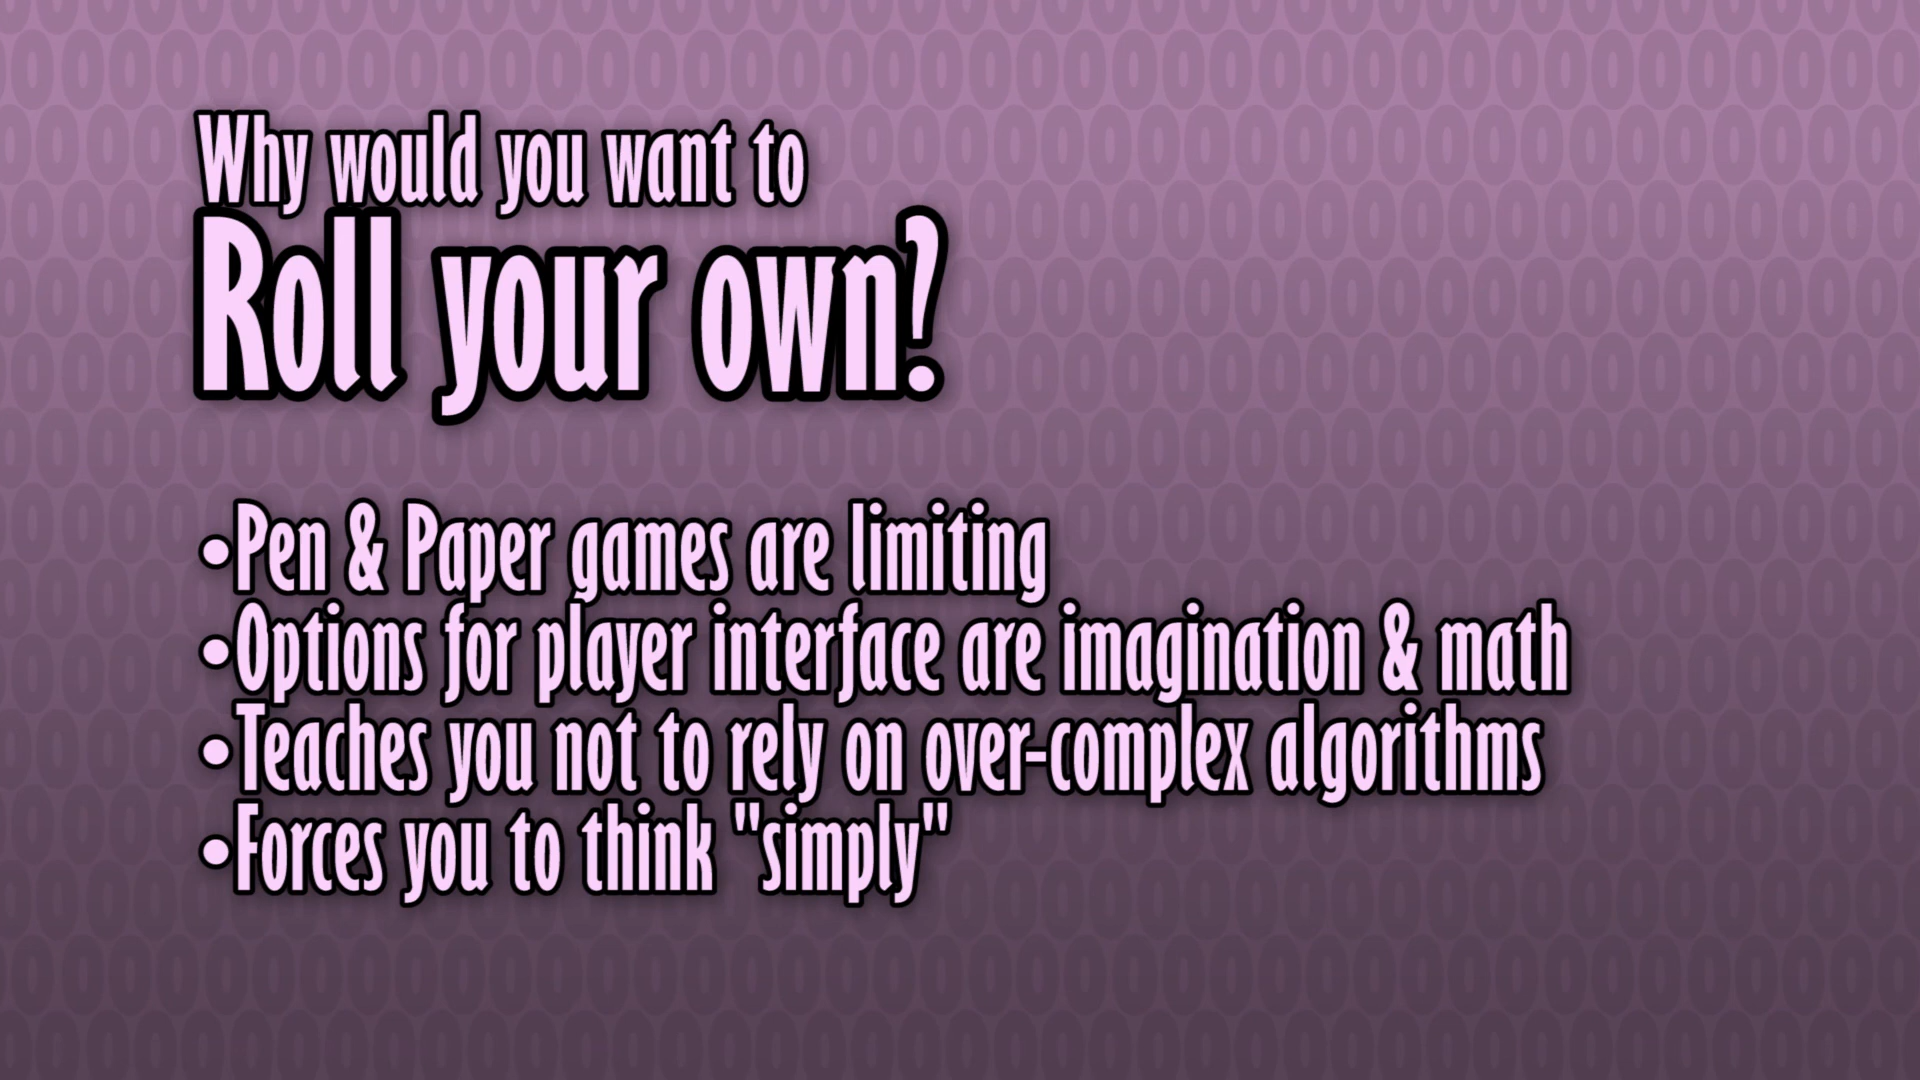 Why would you want to
Roll your own?
•Pen & Paper games are limiting
•Options for player interface are imagination & math
•Teaches you not to rely on over-complex algorithms
•Forces you to think "simply"